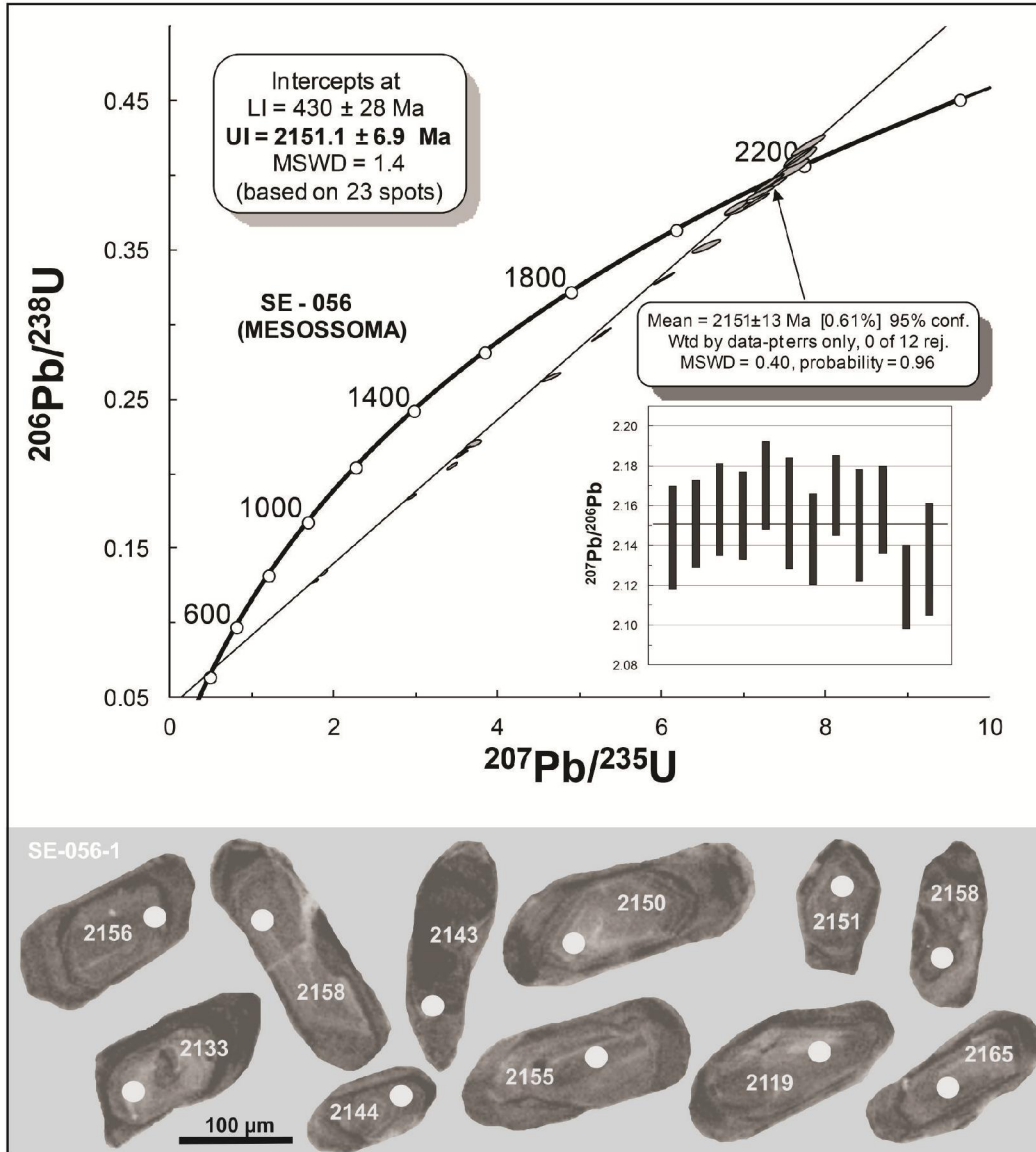 Intercepts at
LI = 430 ± 28 Ma
UI = 2151.1 ± 6.9 Ma
MSWD = 1.4
(based on 23 spots)
SE - 056
(MESOSSOMA)
2200
1800
1400
1000
600
0.45
0.35
0.25
0.15
0.05
206Pb/238U
0 2 4 6 8 10
207Pb/235U
Mean = 2151±13 Ma [0.61%] 95% conf.
Wtd by data-pt errs only, 0 of 12 rej.
MSWD = 0.40, probability = 0.96
2.20
2.18
2.16
2.14
2.12
2.10
2.08
207Pb/206Pb
SE-056-1
2156
2158
2143
2150
2151
2158
2133
2144
2155
2119
2165
100 µm